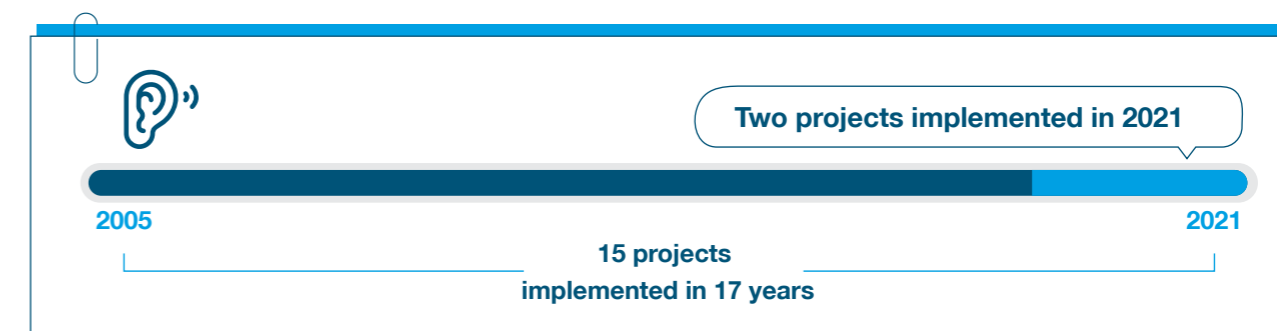 Two projects implemented in 2021
2005
2021
15 projects
implemented in 17 years